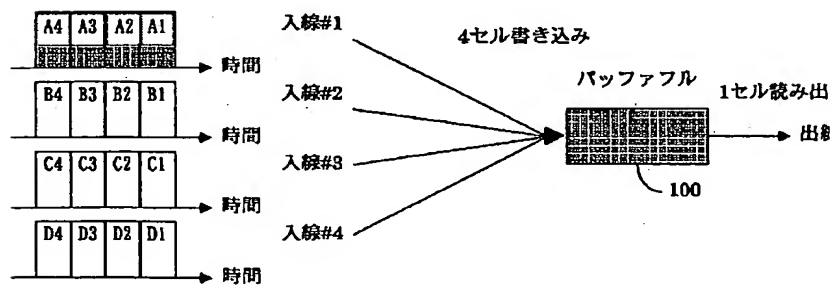 A4 A3 A2 A1
時間
入線#1
4セル書き込み
B4 B3 B2 B1
時間
入線#2
バッファフル
1セル読み出
C4 C3 C2 C1
時間
入線#3
100
D4 D3 D2 D1
時間
入線#4